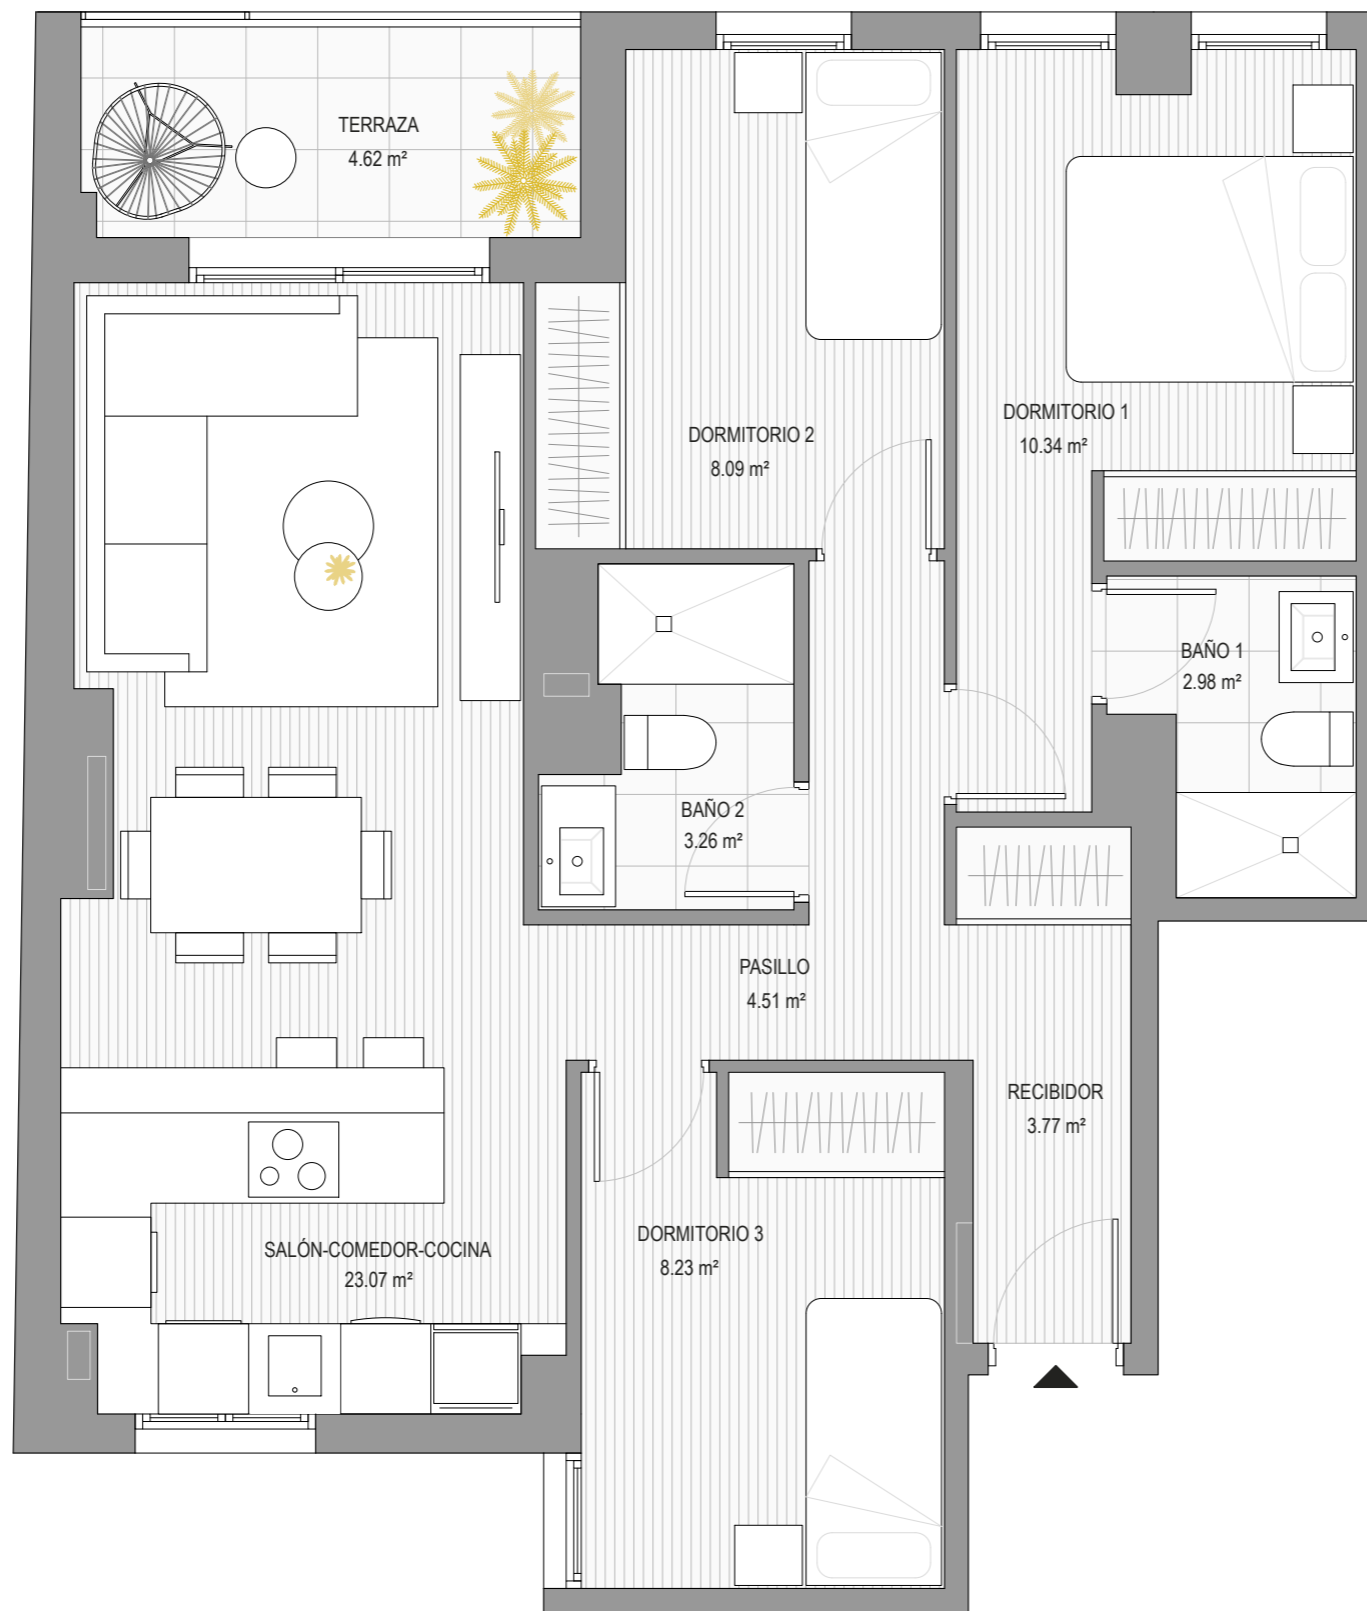 TERRAZA
4.62 m²
DORMITORIO 2
8.09 m²
DORMITORIO 1
10.34 m²
BAÑO 1
2.98 m²
BAÑO 2
3.26 m²
PASILLO
4.51 m²
RECIBIDOR
3.77 m²
SALÓN-COMEDOR-COCINA
23.07 m²
DORMITORIO 3
8.23 m²